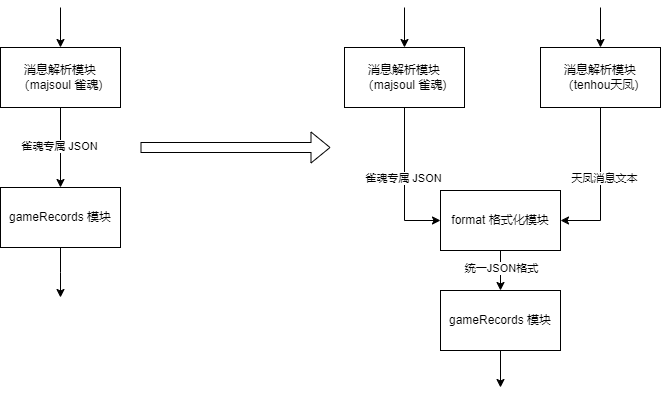 消息解析模块
（majsoul 雀魂）
雀魂专属 JSON
gameRecords 模块
消息解析模块
（majsoul 雀魂）
消息解析模块
（tenhou天凤）
雀魂专属 JSON
天凤消息文本
format 格式化模块
统一JSON格式
gameRecords 模块